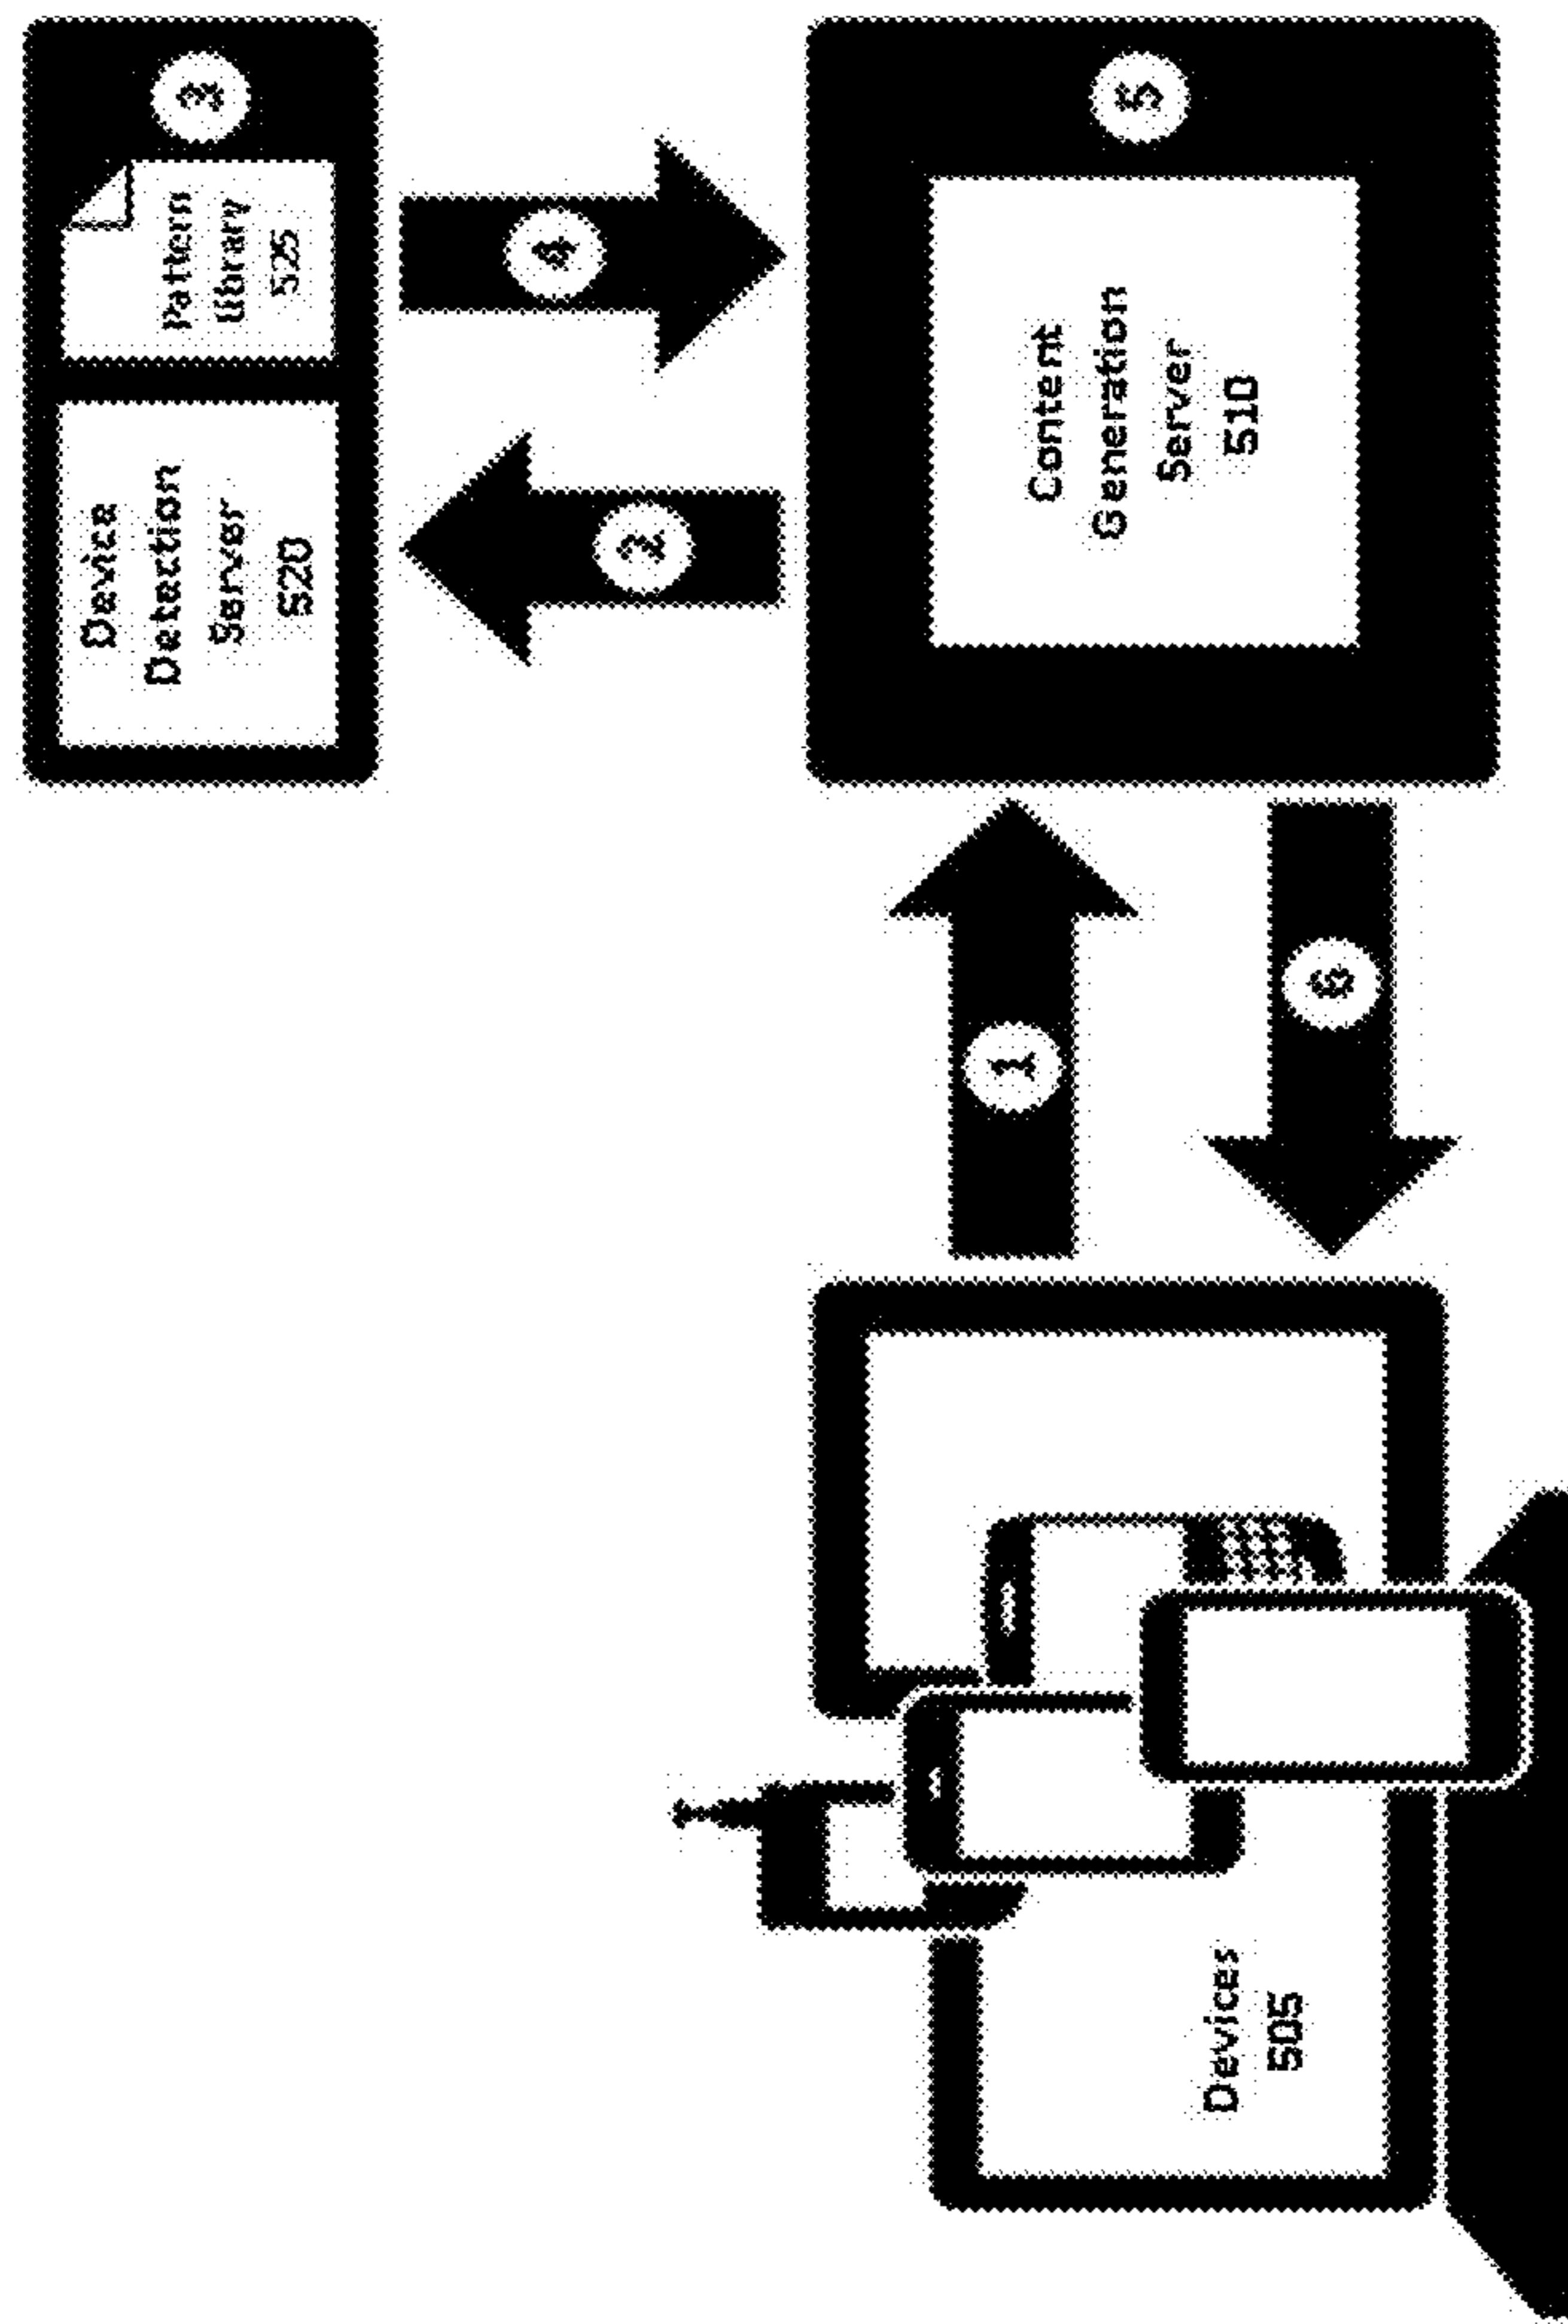 Device
Detection
Server
520
Pattern
Library
525
3
2
4
Content
Generation
Server
510
5
1
6
Devices
505